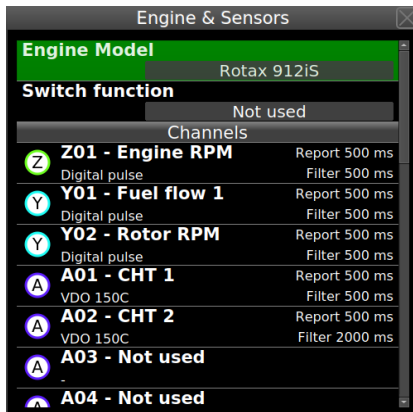 Engine & Sensors
Engine Model
Rotax 912iS
Switch function
Not used
Channels
Z Z01 - Engine RPM Report 500 ms
Digital pulse Filter 500 ms
Y Y01 - Fuel flow 1 Report 500 ms
Digital pulse Filter 500 ms
Y Y02 - Rotor RPM Report 500 ms
Digital pulse Filter 500 ms
A A01 - CHT 1 Report 500 ms
VDO 150C Filter 500 ms
A A02 - CHT 2 Report 500 ms
VDO 150C Filter 2000 ms
A A03 - Not used
-
A A04 - Not used